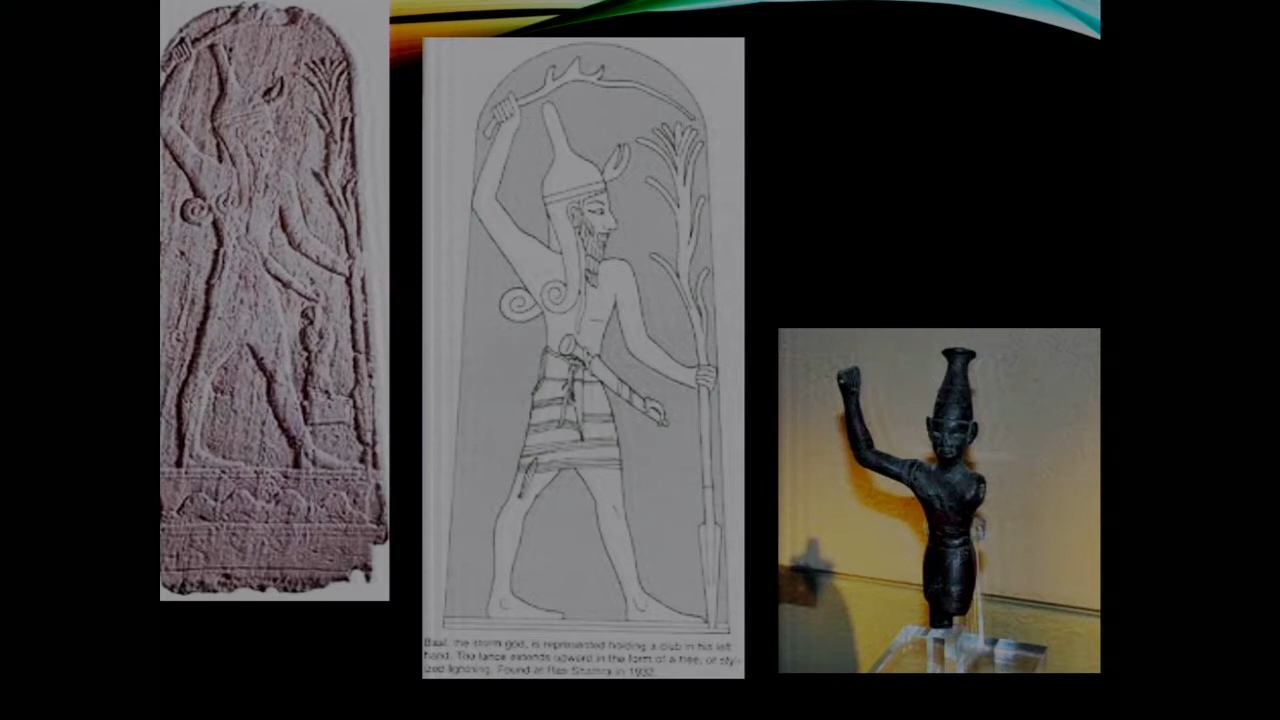 Baal, the storm god, is represented holding a club in his left
hand. The lance extends upward in the form of a tree, or styl-
ized lightning. Found at Ras Shamra in 1932.